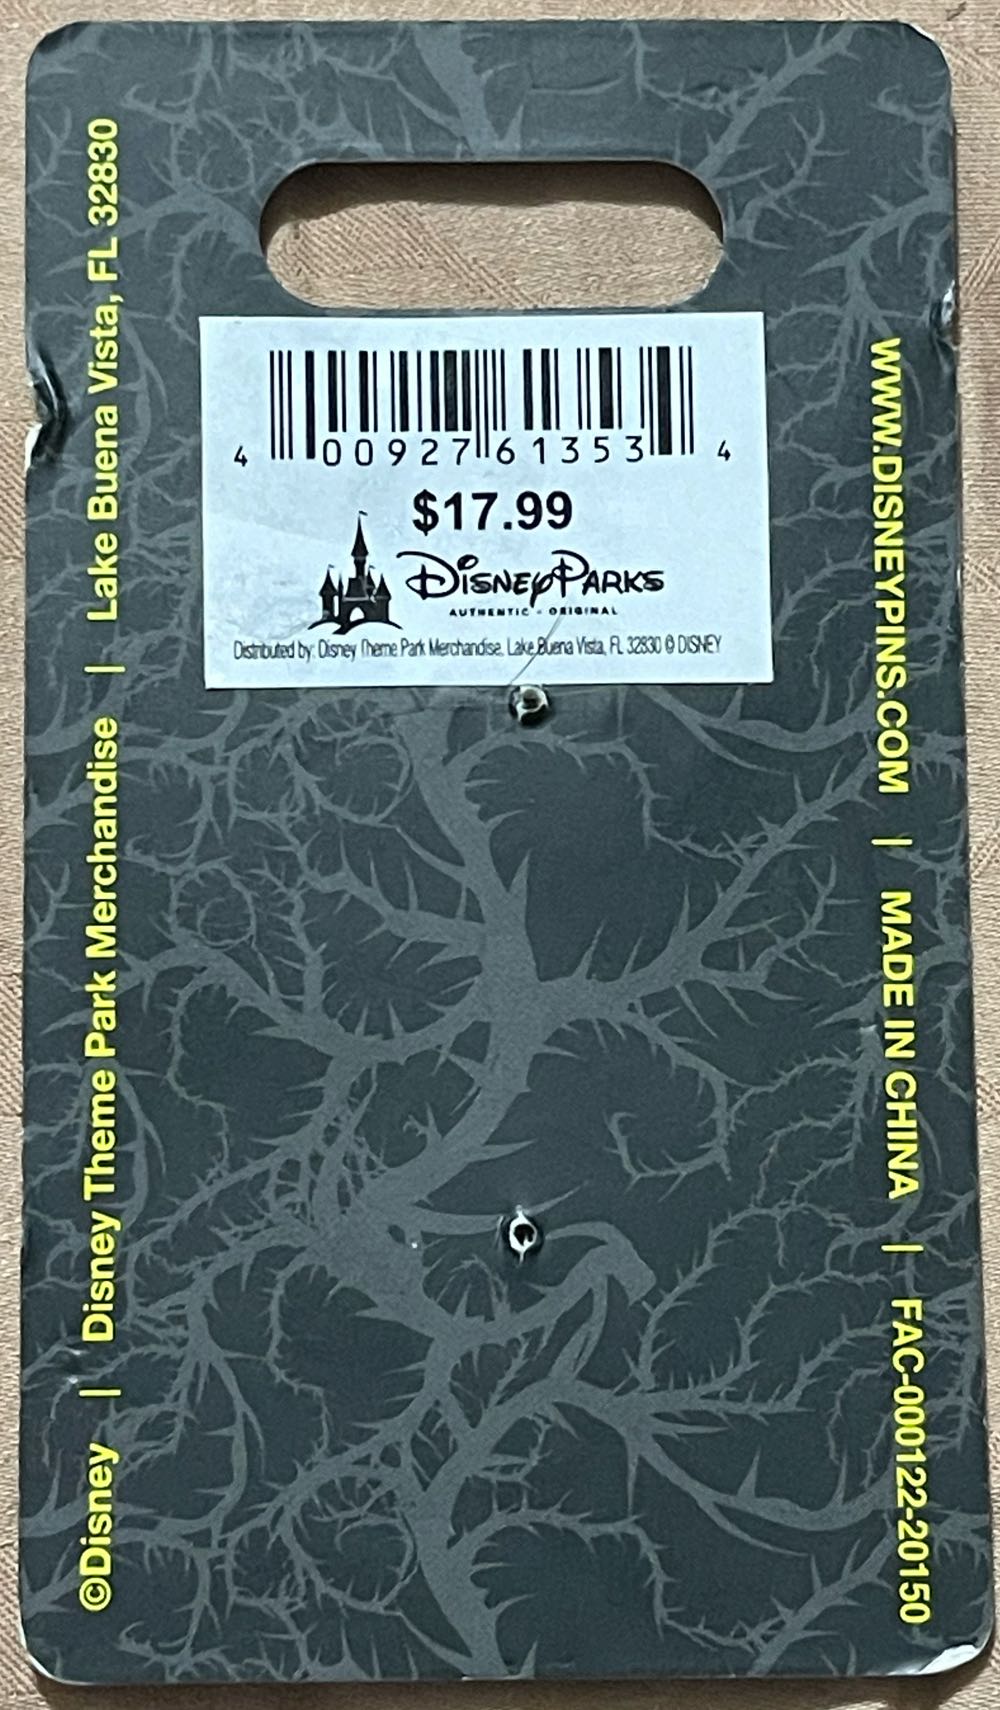 4 00927 61353 4
$17.99
Disney Parks
AUTHENTIC - ORIGINAL
Distributed by: Disney Theme Park Merchandise, Lake Buena Vista, FL 32830 © DISNEY
©Disney | Disney Theme Park Merchandise | Lake Buena Vista, FL 32830
WWW.DISNEYPINS.COM | MADE IN CHINA | FAC-000122-20150